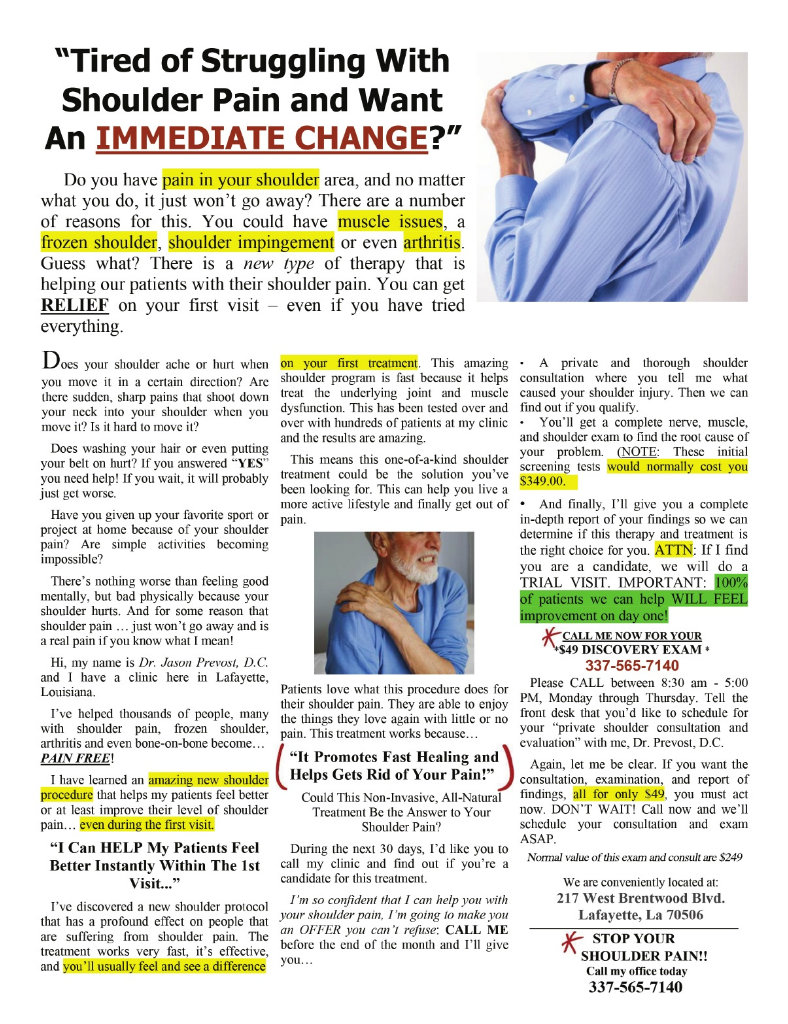 “Tired of Struggling With
Shoulder Pain and Want
An IMMEDIATE CHANGE?”
Do you have pain in your shoulder area, and no matter
what you do, it just won’t go away? There are a number
of reasons for this. You could have muscle issues, a
frozen shoulder, shoulder impingement or even arthritis.
Guess what? There is a new type of therapy that is
helping our patients with their shoulder pain. You can get
RELIEF on your first visit – even if you have tried
everything.
Does your shoulder ache or hurt when
you move it in a certain direction? Are
there sudden, sharp pains that shoot down
your neck into your shoulder when you
move it? Is it hard to move it?
Does washing your hair or even putting
your belt on hurt? If you answered “YES”
you need help! If you wait, it will probably
just get worse.
Have you given up your favorite sport or
project at home because of your shoulder
pain? Are simple activities becoming
impossible?
There’s nothing worse than feeling good
mentally, but bad physically because your
shoulder hurts. And for some reason that
shoulder pain … just won’t go away and is
a real pain if you know what I mean!
Hi, my name is Dr. Jason Prevost, D.C.
and I have a clinic here in Lafayette,
Louisiana.
I’ve helped thousands of people, many
with shoulder pain, frozen shoulder,
arthritis and even bone-on-bone become…
PAIN FREE!
I have learned an amazing new shoulder
procedure that helps my patients feel better
or at least improve their level of shoulder
pain… even during the first visit.
“I Can HELP My Patients Feel
Better Instantly Within The 1st
Visit...”
I’ve discovered a new shoulder protocol
that has a profound effect on people that
are suffering from shoulder pain. The
treatment works very fast, it’s effective,
and you’ll usually feel and see a difference
on your first treatment. This amazing
shoulder program is fast because it helps
treat the underlying joint and muscle
dysfunction. This has been tested over and
over with hundreds of patients at my clinic
and the results are amazing.
This means this one-of-a-kind shoulder
treatment could be the solution you’ve
been looking for. This can help you live a
more active lifestyle and finally get out of
pain.
Patients love what this procedure does for
their shoulder pain. They are able to enjoy
the things they love again with little or no
pain. This treatment works because…
“It Promotes Fast Healing and
Helps Gets Rid of Your Pain!”
Could This Non-Invasive, All-Natural
Treatment Be the Answer to Your
Shoulder Pain?
During the next 30 days, I’d like you to
call my clinic and find out if you’re a
candidate for this treatment.
I’m so confident that I can help you with
your shoulder pain, I’m going to make you
an OFFER you can’t refuse: CALL ME
before the end of the month and I’ll give
you…
• A private and thorough shoulder
consultation where you tell me what
caused your shoulder injury. Then we can
find out if you qualify.
• You’ll get a complete nerve, muscle,
and shoulder exam to find the root cause of
your problem. (NOTE: These initial
screening tests would normally cost you
$349.00.
• And finally, I’ll give you a complete
in-depth report of your findings so we can
determine if this therapy and treatment is
the right choice for you. ATTN: If I find
you are a candidate, we will do a
TRIAL VISIT. IMPORTANT: 100%
of patients we can help WILL FEEL
improvement on day one!
CALL ME NOW FOR YOUR
*$49 DISCOVERY EXAM *
337-565-7140
Please CALL between 8:30 am - 5:00
PM, Monday through Thursday. Tell the
front desk that you’d like to schedule for
your “private shoulder consultation and
evaluation” with me, Dr. Prevost, D.C.
Again, let me be clear. If you want the
consultation, examination, and report of
findings, all for only $49, you must act
now. DON’T WAIT! Call now and we’ll
schedule your consultation and exam
ASAP.
Normal value of this exam and consult are $249
We are conveniently located at:
217 West Brentwood Blvd.
Lafayette, La 70506
STOP YOUR
SHOULDER PAIN!!
Call my office today
337-565-7140